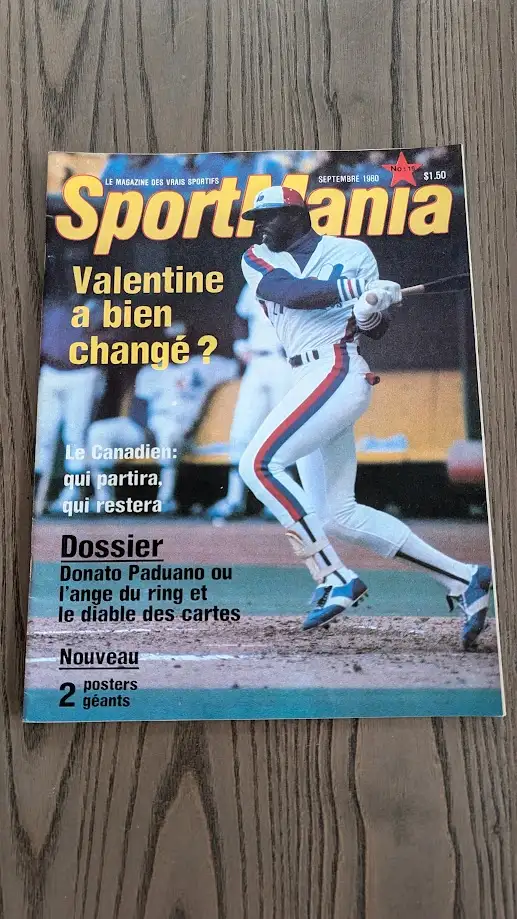 LE MAGAZINE DES VRAIS SPORTIFS
SEPTEMBRE 1980
$1.50
SportMania
Valentine
a bien
changé ?
Le Canadien:
qui partira,
qui restera
Dossier
Donato Paduano ou
l'ange du ring et
le diable des cartes
Nouveau
2 posters
géants